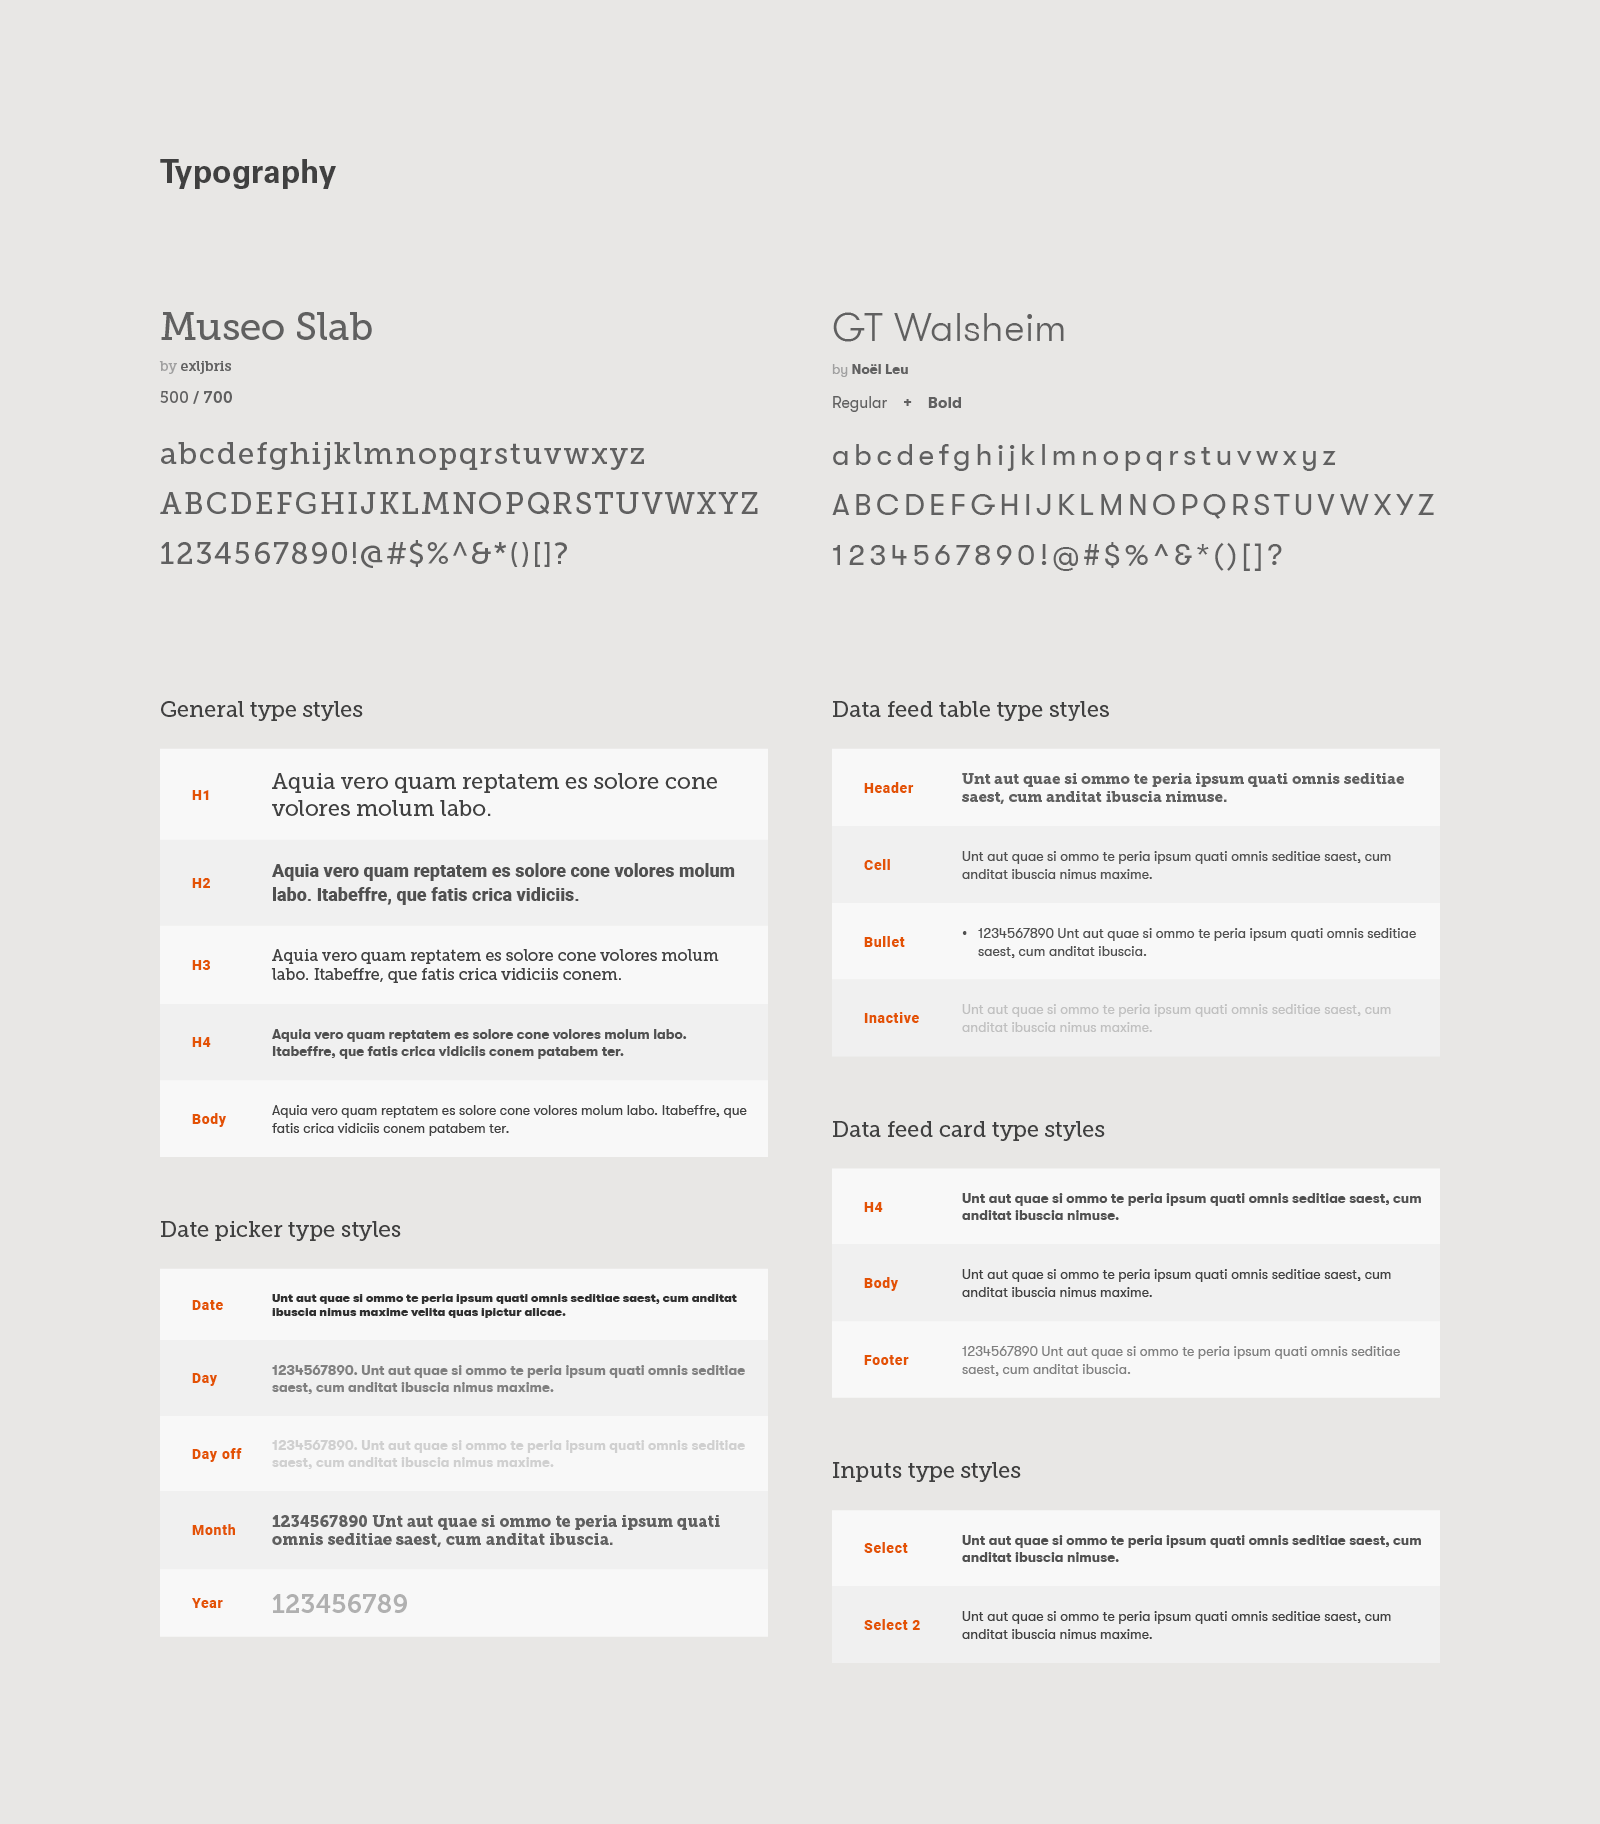 Typography
Museo Slab
by exljbris
500 / 700
abcdefghijklmnopqrstuvwxyz
ABCDEFGHIJKLMNOPQRSTUVWXYZ
1234567890!@#$%^&*()[]?
GT Walsheim
by Noël Leu
Regular + Bold
abcdefghijklmnopqrstuvwxyz
ABCDEFGHIJKLMNOPQRSTUVWXYZ
1234567890!@#$%^&*()[]?
General type styles
H1
Aquia vero quam reptatem es solore cone
volores molum labo.
H2
Aquia vero quam reptatem es solore cone volores molum
labo. Itabeffre, que fatis crica vidiciis.
H3
Aquia vero quam reptatem es solore cone volores molum
labo. Itabeffre, que fatis crica vidiciis conem.
H4
Aquia vero quam reptatem es solore cone volores molum labo.
Itabeffre, que fatis crica vidiciis conem patabem ter.
Body
Aquia vero quam reptatem es solore cone volores molum labo. Itabeffre, que
fatis crica vidiciis conem patabem ter.
Date picker type styles
Date
Unt aut quae si ommo te peria ipsum quati omnis seditiae saest, cum anditat
ibuscia nimus maxime velita quas ipictur alicae.
Day
1234567890. Unt aut quae si ommo te peria ipsum quati omnis seditiae
saest, cum anditat ibuscia nimus maxime.
Day off
1234567890. Unt aut quae si ommo te peria ipsum quati omnis seditiae
saest, cum anditat ibuscia nimus maxime.
Month
1234567890 Unt aut quae si ommo te peria ipsum quati
omnis seditiae saest, cum anditat ibuscia.
Year
123456789
Data feed table type styles
Header
Unt aut quae si ommo te peria ipsum quati omnis seditiae
saest, cum anditat ibuscia nimuse.
Cell
Unt aut quae si ommo te peria ipsum quati omnis seditiae saest, cum
anditat ibuscia nimus maxime.
Bullet
• 1234567890 Unt aut quae si ommo te peria ipsum quati omnis seditiae
saest, cum anditat ibuscia.
Inactive
Unt aut quae si ommo te peria ipsum quati omnis seditiae saest, cum
anditat ibuscia nimus maxime.
Data feed card type styles
H4
Unt aut quae si ommo te peria ipsum quati omnis seditiae saest, cum
anditat ibuscia nimuse.
Body
Unt aut quae si ommo te peria ipsum quati omnis seditiae saest, cum
anditat ibuscia nimus maxime.
Footer
1234567890 Unt aut quae si ommo te peria ipsum quati omnis seditiae
saest, cum anditat ibuscia.
Inputs type styles
Select
Unt aut quae si ommo te peria ipsum quati omnis seditiae saest, cum
anditat ibuscia nimuse.
Select 2
Unt aut quae si ommo te peria ipsum quati omnis seditiae saest, cum
anditat ibuscia nimus maxime.